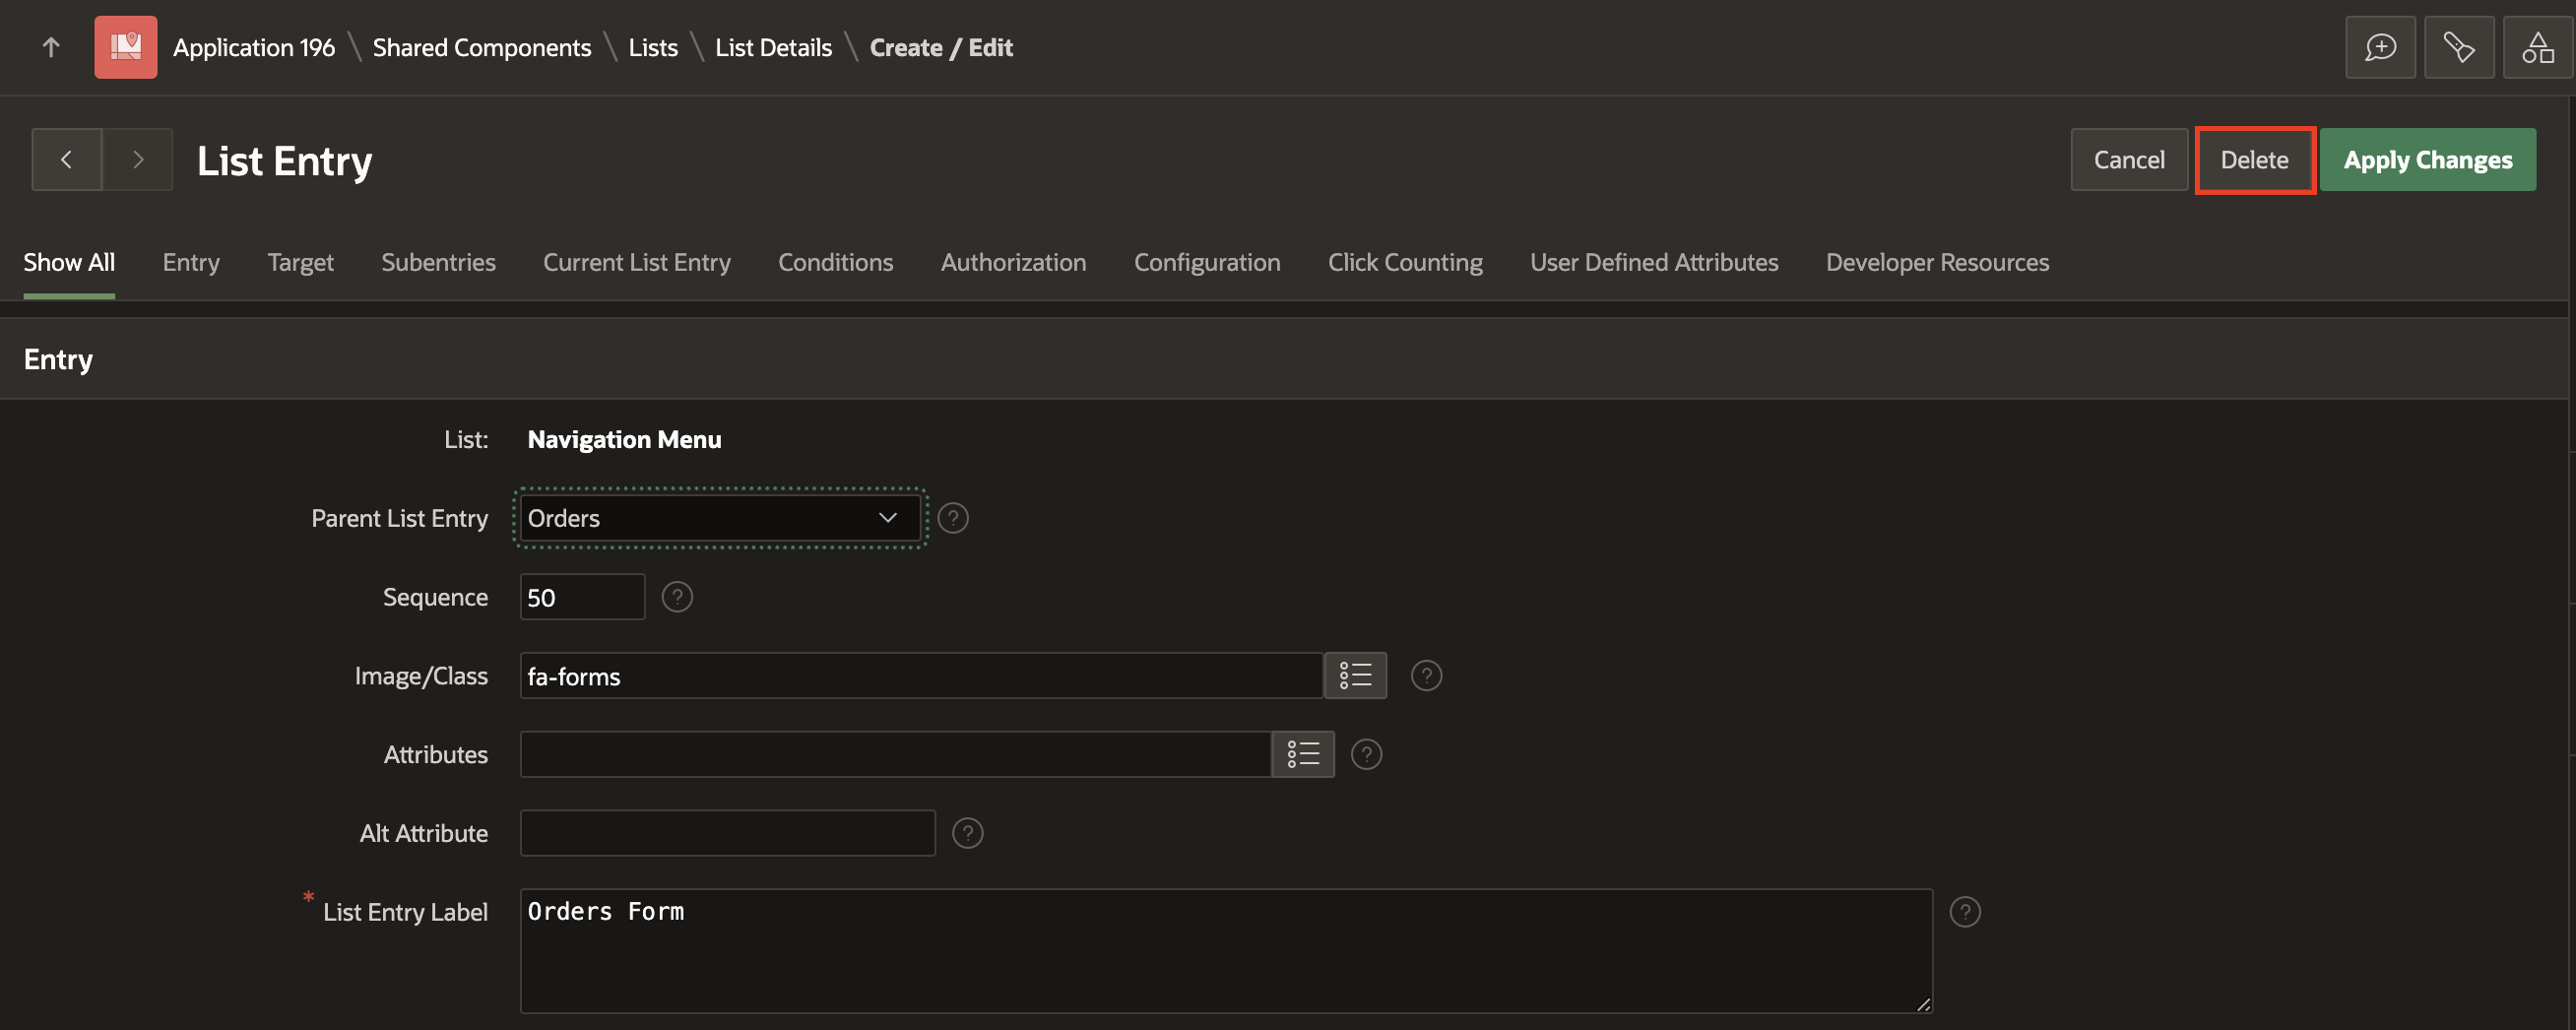 Application 196 \ Shared Components \ Lists \ List Details \ Create / Edit
List Entry
Cancel Delete Apply Changes
Show All Entry Target Subentries Current List Entry Conditions Authorization Configuration Click Counting User Defined Attributes Developer Resources
Entry
List: Navigation Menu
Parent List Entry Orders ?
Sequence 50 ?
Image/Class fa-forms ?
Attributes ?
Alt Attribute ?
* List Entry Label Orders Form ?